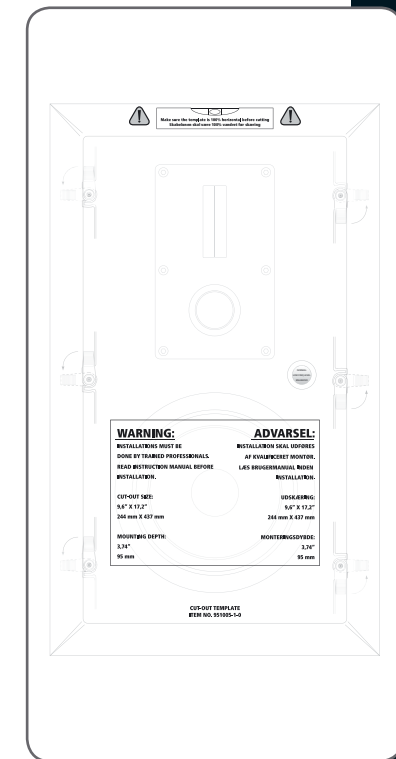 Make sure the template is 100% horizontal before cutting
Skabelonen skal være 100% vandret før skæring
WARNING:
INSTALLATIONS MUST BE
DONE BY TRAINED PROFESSIONALS.
READ INSTRUCTION MANUAL BEFORE
INSTALLATION.
CUT-OUT SIZE:
9,6" X 17,2"
244 mm X 437 mm
MOUNTING DEPTH:
3,74"
95 mm
ADVARSEL:
INSTALLATION SKAL UDFØRES
AF KVALIFICERET MONTØR.
LÆS BRUGERMANUAL INDEN
INSTALLATION.
UDSKÆRING:
9,6" X 17,2"
244 mm X 437 mm
MONTERINGSDYBDE:
3,74"
95 mm
CUT-OUT TEMPLATE
ITEM NO. 951005-1-0